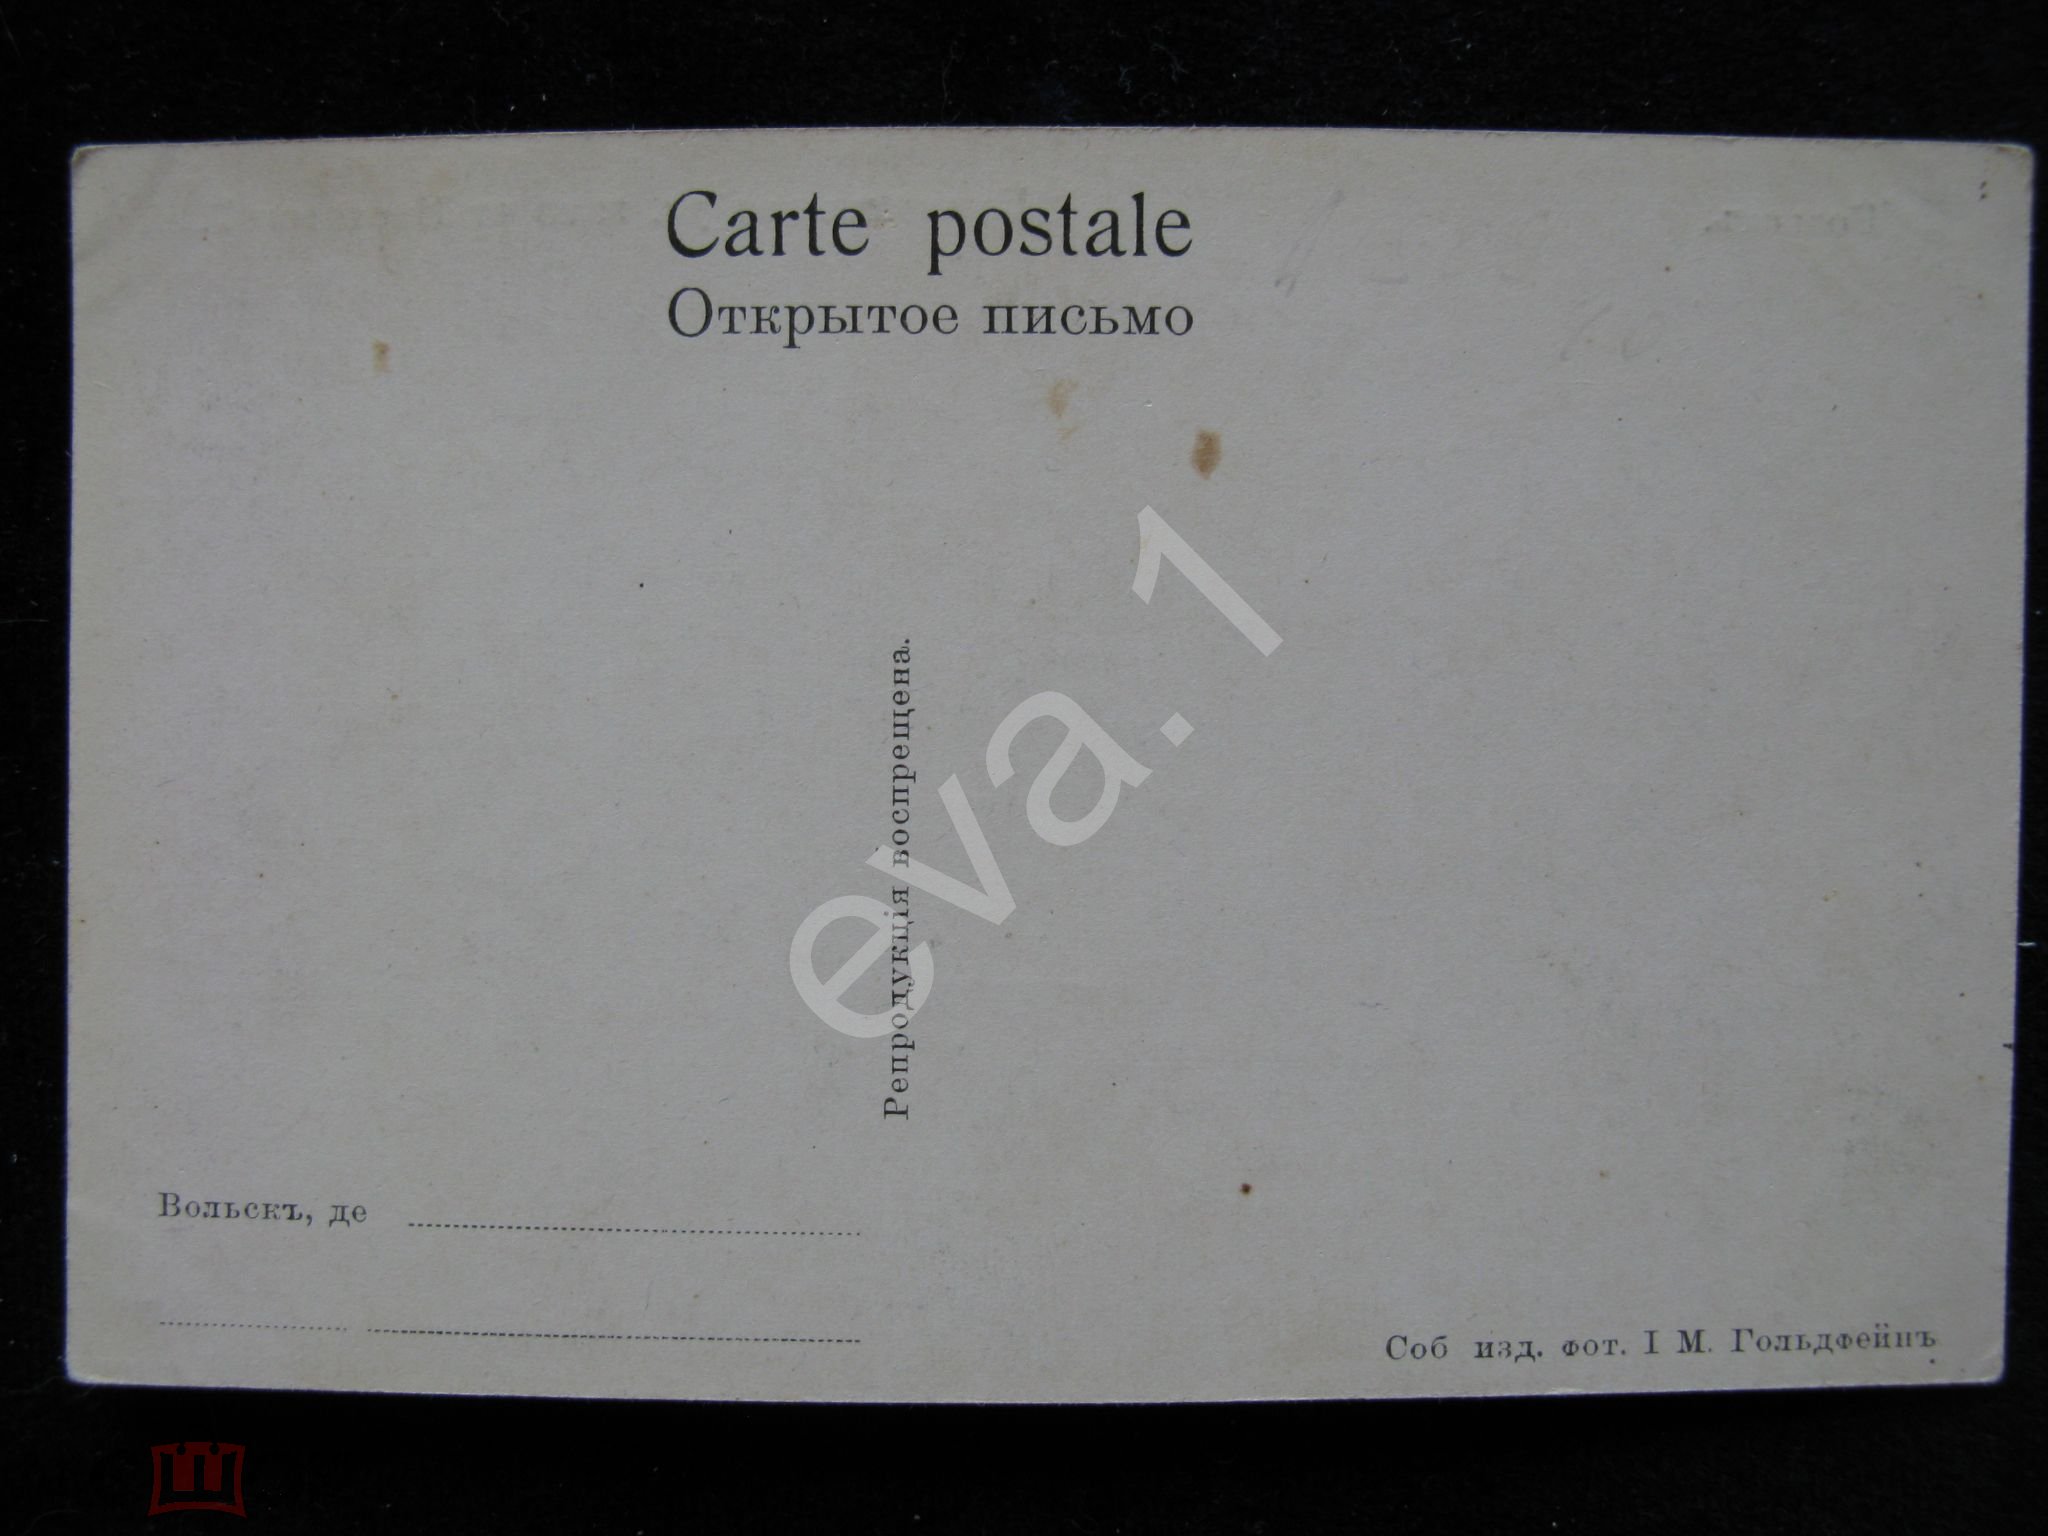 Carte postale
Открытое письмо
Репродукція воспрещена.
Вольскъ, де
Соб изд. фот. І М. Гольдфейнъ
eva.1